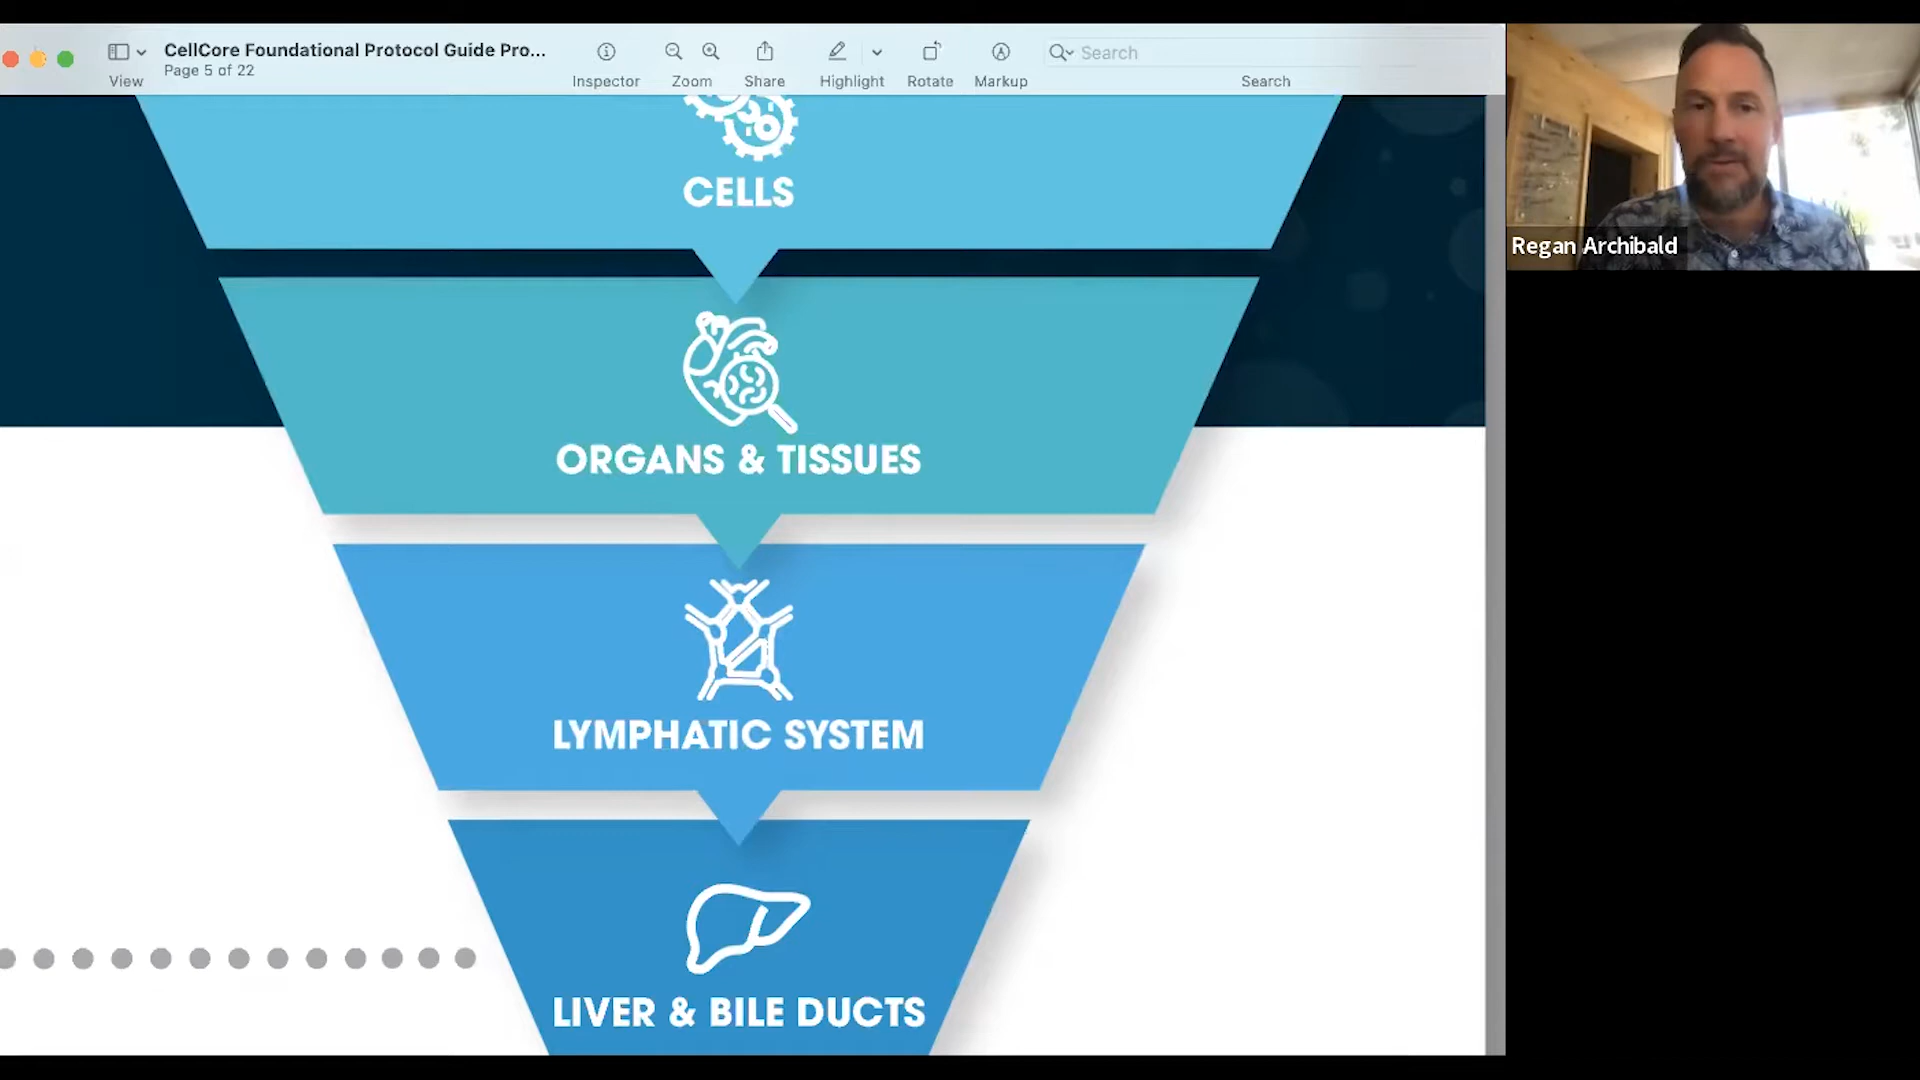 CellCore Foundational Protocol Guide Pro...
Page 5 of 22
View
Inspector
Zoom
Share
Highlight
Rotate
Markup
Search
Search
CELLS
ORGANS & TISSUES
LYMPHATIC SYSTEM
LIVER & BILE DUCTS
Regan Archibald